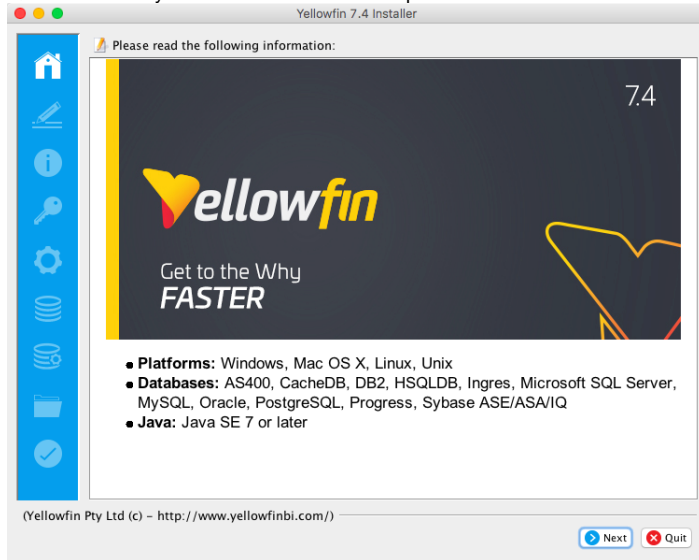 Yellowfin 7.4 Installer
Please read the following information:
7.4
Yellowfin
Get to the Why
FASTER
Platforms: Windows, Mac OS X, Linux, Unix
Databases: AS400, CacheDB, DB2, HSQLDB, Ingres, Microsoft SQL Server,
MySQL, Oracle, PostgreSQL, Progress, Sybase ASE/ASA/IQ
Java: Java SE 7 or later
(Yellowfin Pty Ltd (c) – http://www.yellowfinbi.com/)
Next Quit